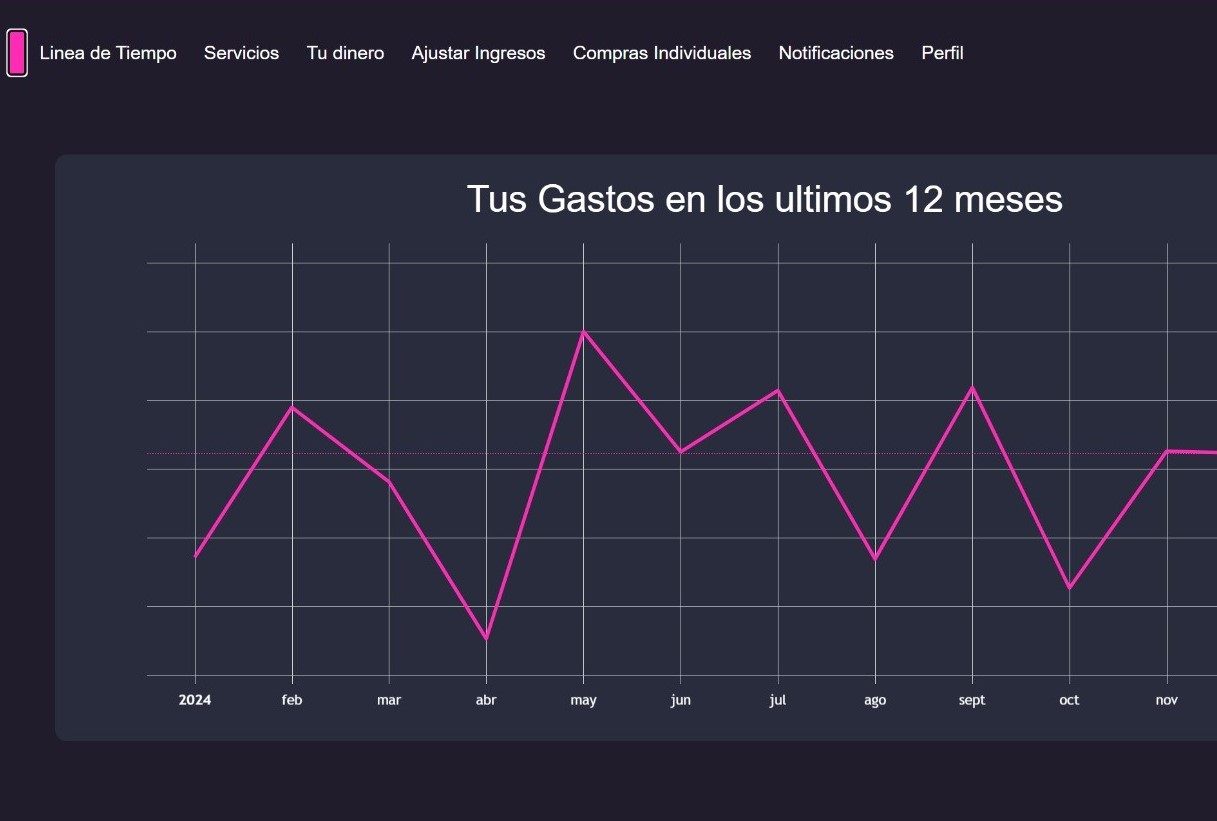 Linea de Tiempo Servicios Tu dinero Ajustar Ingresos Compras Individuales Notificaciones Perfil
Tus Gastos en los ultimos 12 meses
2024 feb mar abr may jun jul ago sept oct nov